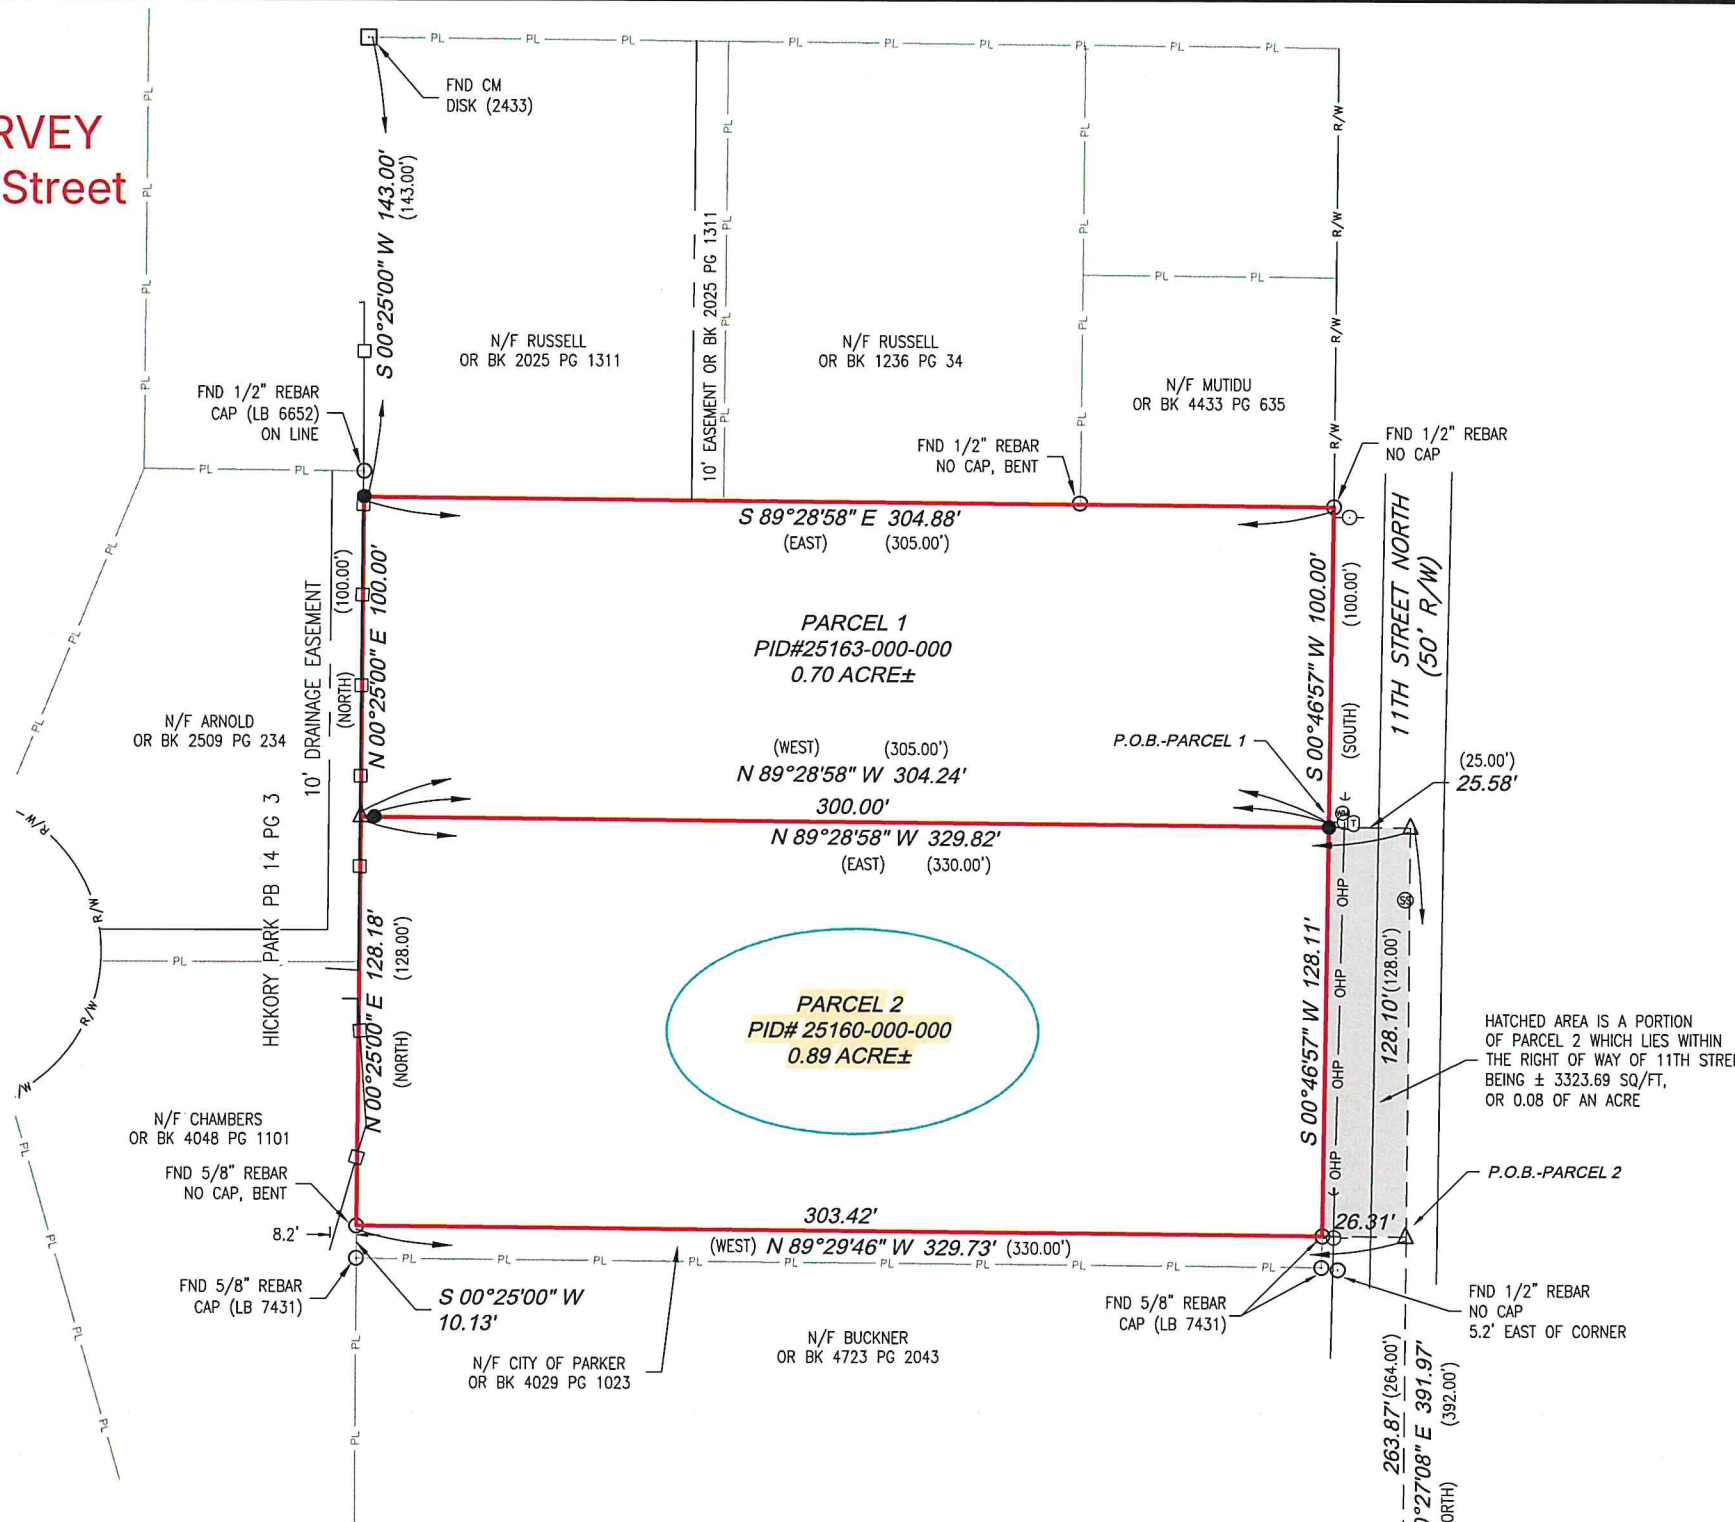 RVEY
Street
FND CM
DISK (2433)
S 00°25'00" W 143.00'
(143.00')
10' EASEMENT OR BK 2025 PG 1311
N/F RUSSELL
OR BK 2025 PG 1311
N/F RUSSELL
OR BK 1236 PG 34
N/F MUTIDU
OR BK 4433 PG 635
FND 1/2" REBAR
CAP (LB 6652)
ON LINE
FND 1/2" REBAR
NO CAP, BENT
FND 1/2" REBAR
NO CAP
S 89°28'58" E 304.88'
(EAST) (305.00')
10' DRAINAGE EASEMENT
(100.00')
(NORTH)
N 00°25'00" E 100.00'
PARCEL 1
PID#25163-000-000
0.70 ACRE±
S 00°46'57" W 100.00'
(100.00')
(SOUTH)
11TH STREET NORTH
(50' R/W)
N/F ARNOLD
OR BK 2509 PG 234
P.O.B.-PARCEL 1
(WEST) (305.00')
N 89°28'58" W 304.24'
300.00'
N 89°28'58" W 329.82'
(EAST) (330.00')
(25.00')
25.58'
HICKORY PARK PB 14 PG 3
N 00°25'00" E 128.18'
(128.00')
(NORTH)
PARCEL 2
PID# 25160-000-000
0.89 ACRE±
S 00°46'57" W 128.11'
OHP
OHP
OHP
OHP
SS
T
128.10' (128.00')
HATCHED AREA IS A PORTION
OF PARCEL 2 WHICH LIES WITHIN
THE RIGHT OF WAY OF 11TH STREE
BEING ± 3323.69 SQ/FT,
OR 0.08 OF AN ACRE
N/F CHAMBERS
OR BK 4048 PG 1101
FND 5/8" REBAR
NO CAP, BENT
8.2'
P.O.B.-PARCEL 2
303.42'
26.31'
(WEST) N 89°29'46" W 329.73' (330.00')
FND 5/8" REBAR
CAP (LB 7431)
S 00°25'00" W
10.13'
N/F CITY OF PARKER
OR BK 4029 PG 1023
N/F BUCKNER
OR BK 4723 PG 2043
FND 5/8" REBAR
CAP (LB 7431)
FND 1/2" REBAR
NO CAP
5.2' EAST OF CORNER
263.87' (264.00')
0°27'08" E 391.97'
(392.00')
ORTH)